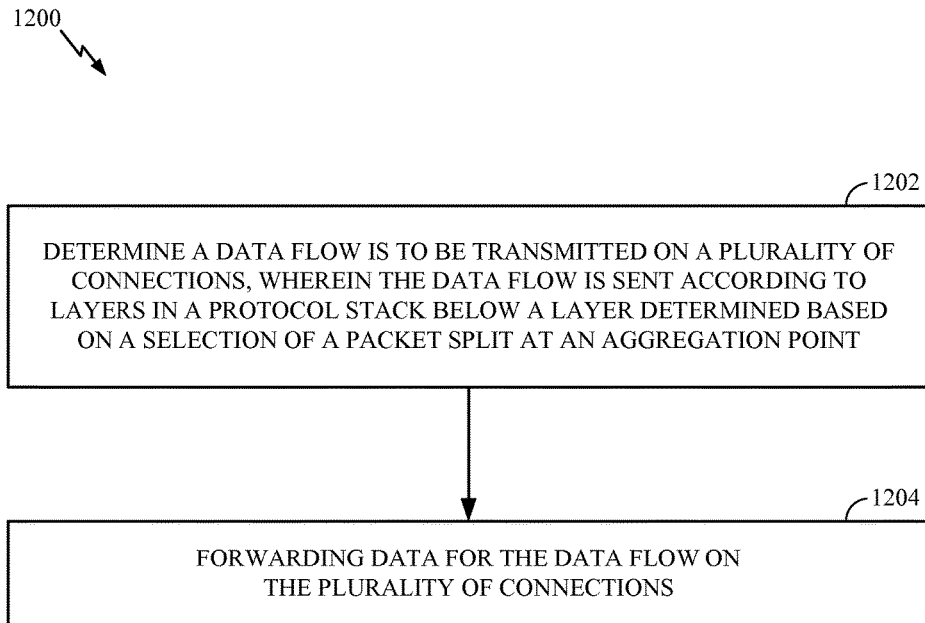 1200
1202
DETERMINE A DATA FLOW IS TO BE TRANSMITTED ON A PLURALITY OF
CONNECTIONS, WHEREIN THE DATA FLOW IS SENT ACCORDING TO
LAYERS IN A PROTOCOL STACK BELOW A LAYER DETERMINED BASED
ON A SELECTION OF A PACKET SPLIT AT AN AGGREGATION POINT
1204
FORWARDING DATA FOR THE DATA FLOW ON
THE PLURALITY OF CONNECTIONS